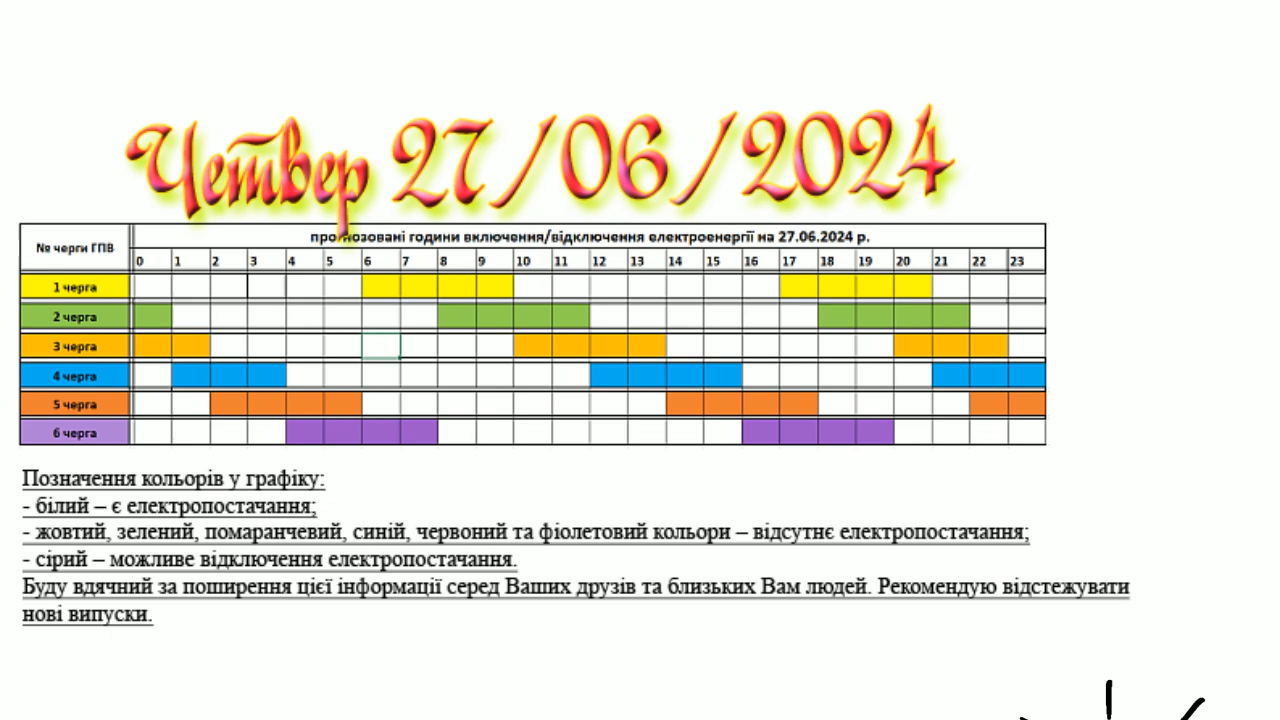 Четвер 27/06/2024
№ черги ГПВ
прогнозовані години включення/відключення електроенергії на 27.06.2024 р.
0 1 2 3 4 5 6 7 8 9 10 11 12 13 14 15 16 17 18 19 20 21 22 23
1 черга
2 черга
3 черга
4 черга
5 черга
6 черга
Позначення кольорів у графіку:
- білий – є електропостачання;
- жовтий, зелений, помаранчевий, синій, червоний та фіолетовий кольори – відсутнє електропостачання;
- сірий – можливе відключення електропостачання.
Буду вдячний за поширення цієї інформації серед Ваших друзів та близьких Вам людей. Рекомендую відстежувати
нові випуски.